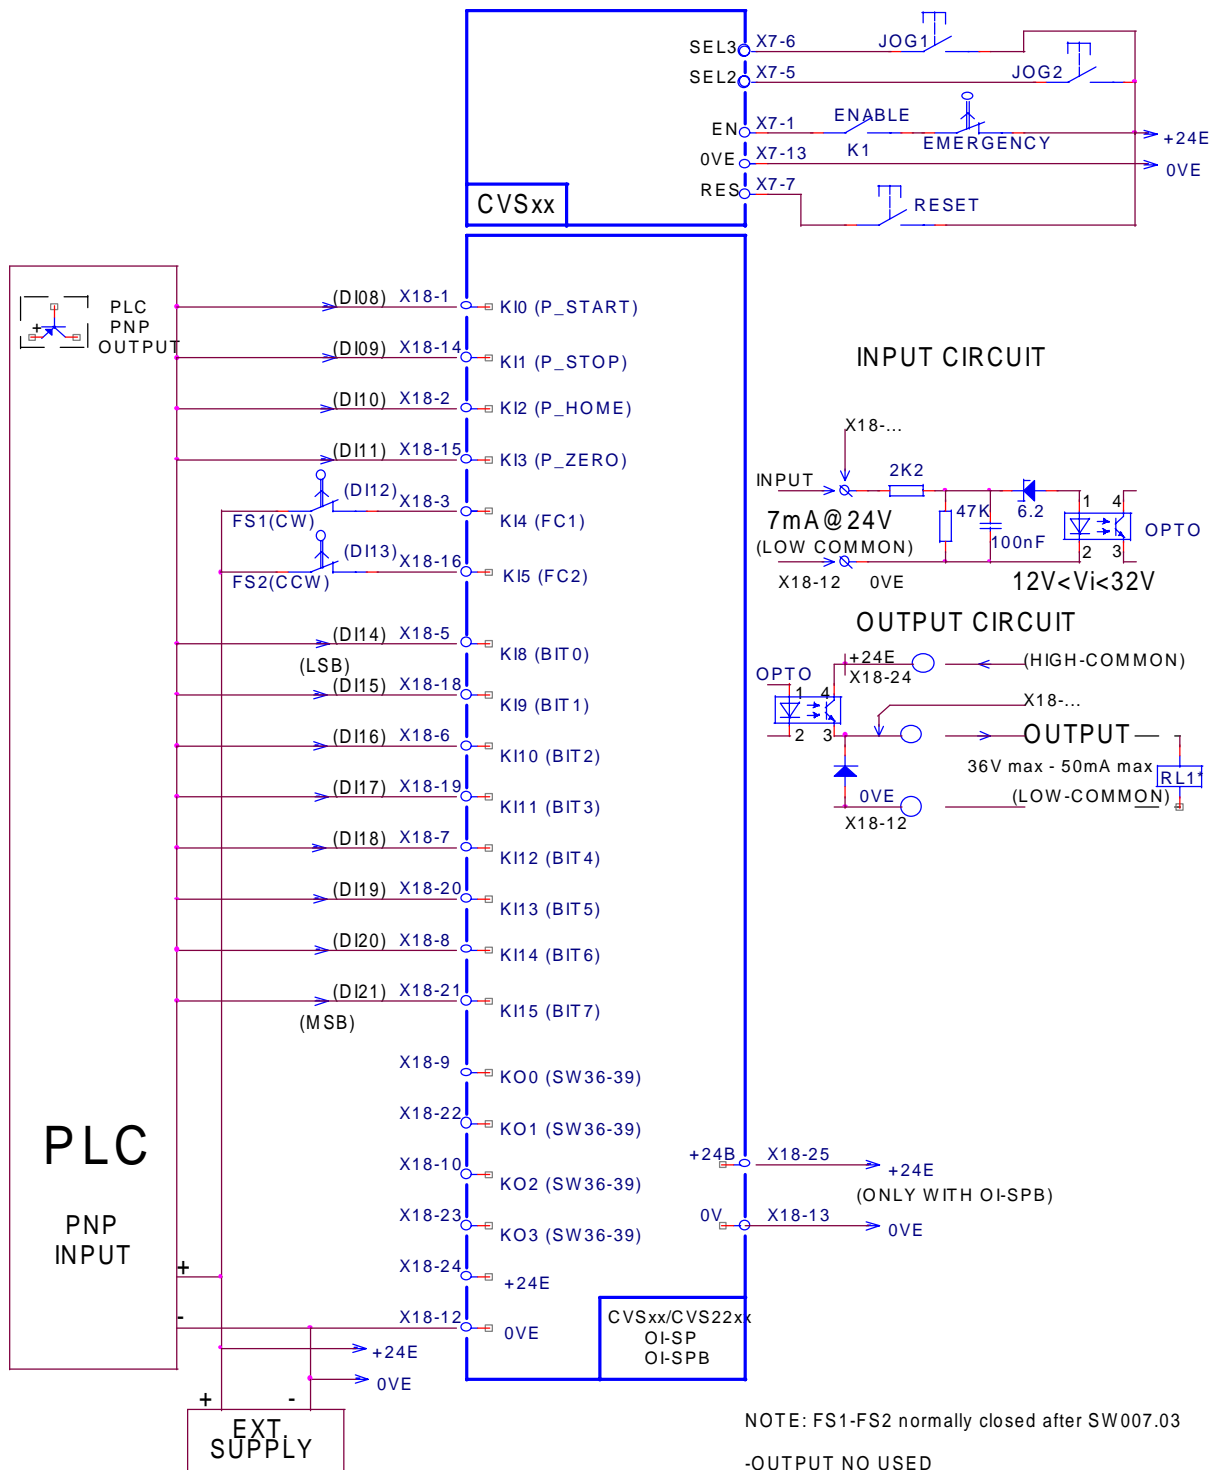 SEL3 X7-6 JOG1
SEL2 X7-5 JOG2
EN X7-1 ENABLE
K1 EMERGENCY +24E
0VE X7-13 0VE
RES X7-7 RESET
CVSxx
PLC
PNP
OUTPUT
+
(DI08) X18-1 KI0 (P_START)
(DI09) X18-14 KI1 (P_STOP)
(DI10) X18-2 KI2 (P_HOME)
(DI11) X18-15 KI3 (P_ZERO)
FS1(CW) (DI12) X18-3 KI4 (FC1)
FS2(CCW) (DI13) X18-16 KI5 (FC2)
(DI14) X18-5 KI8 (BIT0)
(LSB)
(DI15) X18-18 KI9 (BIT1)
(DI16) X18-6 KI10 (BIT2)
(DI17) X18-19 KI11 (BIT3)
(DI18) X18-7 KI12 (BIT4)
(DI19) X18-20 KI13 (BIT5)
(DI20) X18-8 KI14 (BIT6)
(DI21) X18-21 KI15 (BIT7)
(MSB)
X18-9 KO0 (SW36-39)
X18-22 KO1 (SW36-39)
X18-10 KO2 (SW36-39)
X18-23 KO3 (SW36-39)
X18-24 +24E
X18-12 0VE
PLC
PNP
INPUT
+
-
+24E
0VE
+ -
EXT.
SUPPLY
+24B X18-25 +24E
(ONLY WITH OI-SPB)
0V X18-13 0VE
CVSxx/CVS22xx
OI-SP
OI-SPB
INPUT CIRCUIT
X18-...
INPUT 2K2
7mA@24V 47K 6.2 1 4
OPTO
(LOW COMMON) 100nF 2 3
X18-12 0VE 12V<Vi<32V
OUTPUT CIRCUIT
+24E (HIGH-COMMON)
OPTO X18-24
1 4 X18-...
2 3 OUTPUT
36V max - 50mA max RL1*
0VE (LOW-COMMON)
X18-12
NOTE: FS1-FS2 normally closed after SW007.03
-OUTPUT NO USED